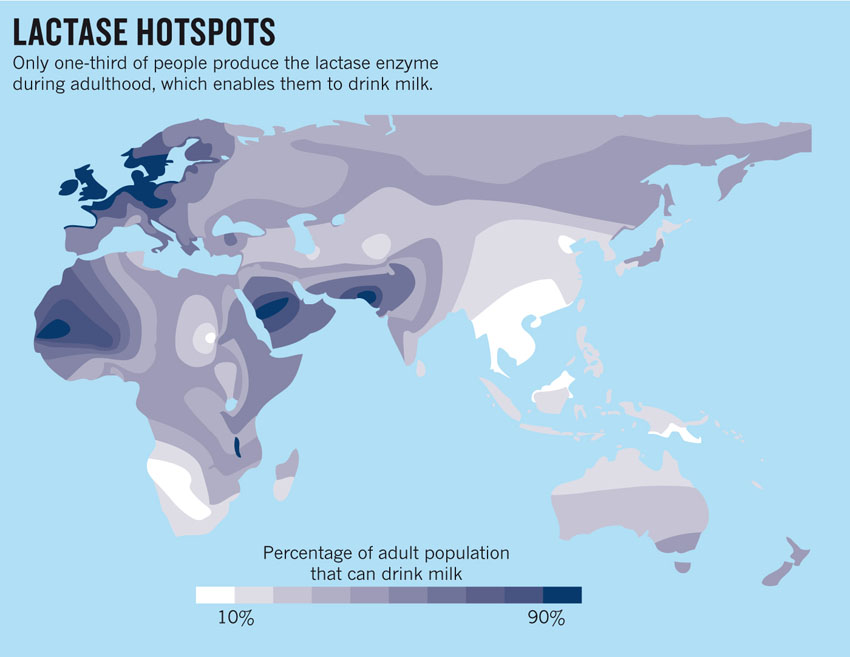 LACTASE HOTSPOTS
Only one-third of people produce the lactase enzyme
during adulthood, which enables them to drink milk.
Percentage of adult population
that can drink milk
10% 90%